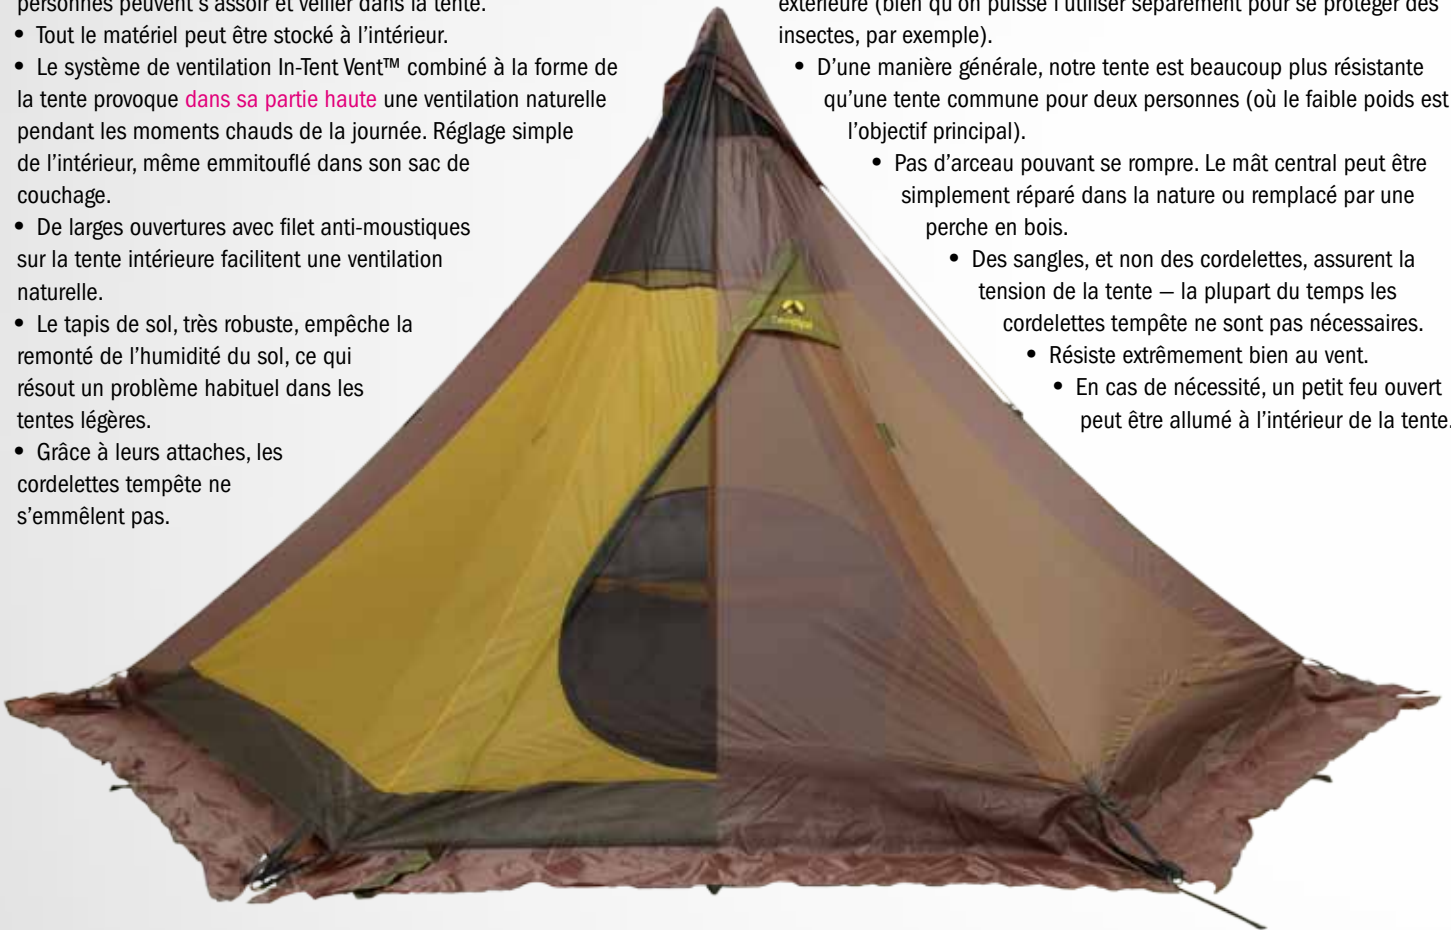 personnes peuvent s'assoir et veiller dans la tente.
• Tout le matériel peut être stocké à l'intérieur.
• Le système de ventilation In-Tent Vent™ combiné à la forme de
la tente provoque dans sa partie haute une ventilation naturelle
pendant les moments chauds de la journée. Réglage simple
de l'intérieur, même emmitouflé dans son sac de
couchage.
• De larges ouvertures avec filet anti-moustiques
sur la tente intérieure facilitent une ventilation
naturelle.
• Le tapis de sol, très robuste, empêche la
remonté de l'humidité du sol, ce qui
résout un problème habituel dans les
tentes légères.
• Grâce à leurs attaches, les
cordelettes tempête ne
s'emmêlent pas.
extérieure (bien qu'on puisse l'utiliser séparément pour se protéger des
insectes, par exemple).
• D'une manière générale, notre tente est beaucoup plus résistante
qu'une tente commune pour deux personnes (où le faible poids est
l'objectif principal).
• Pas d'arceau pouvant se rompre. Le mât central peut être
simplement réparé dans la nature ou remplacé par une
perche en bois.
• Des sangles, et non des cordelettes, assurent la
tension de la tente – la plupart du temps les
cordelettes tempête ne sont pas nécessaires.
• Résiste extrêmement bien au vent.
• En cas de nécessité, un petit feu ouvert
peut être allumé à l'intérieur de la tente.